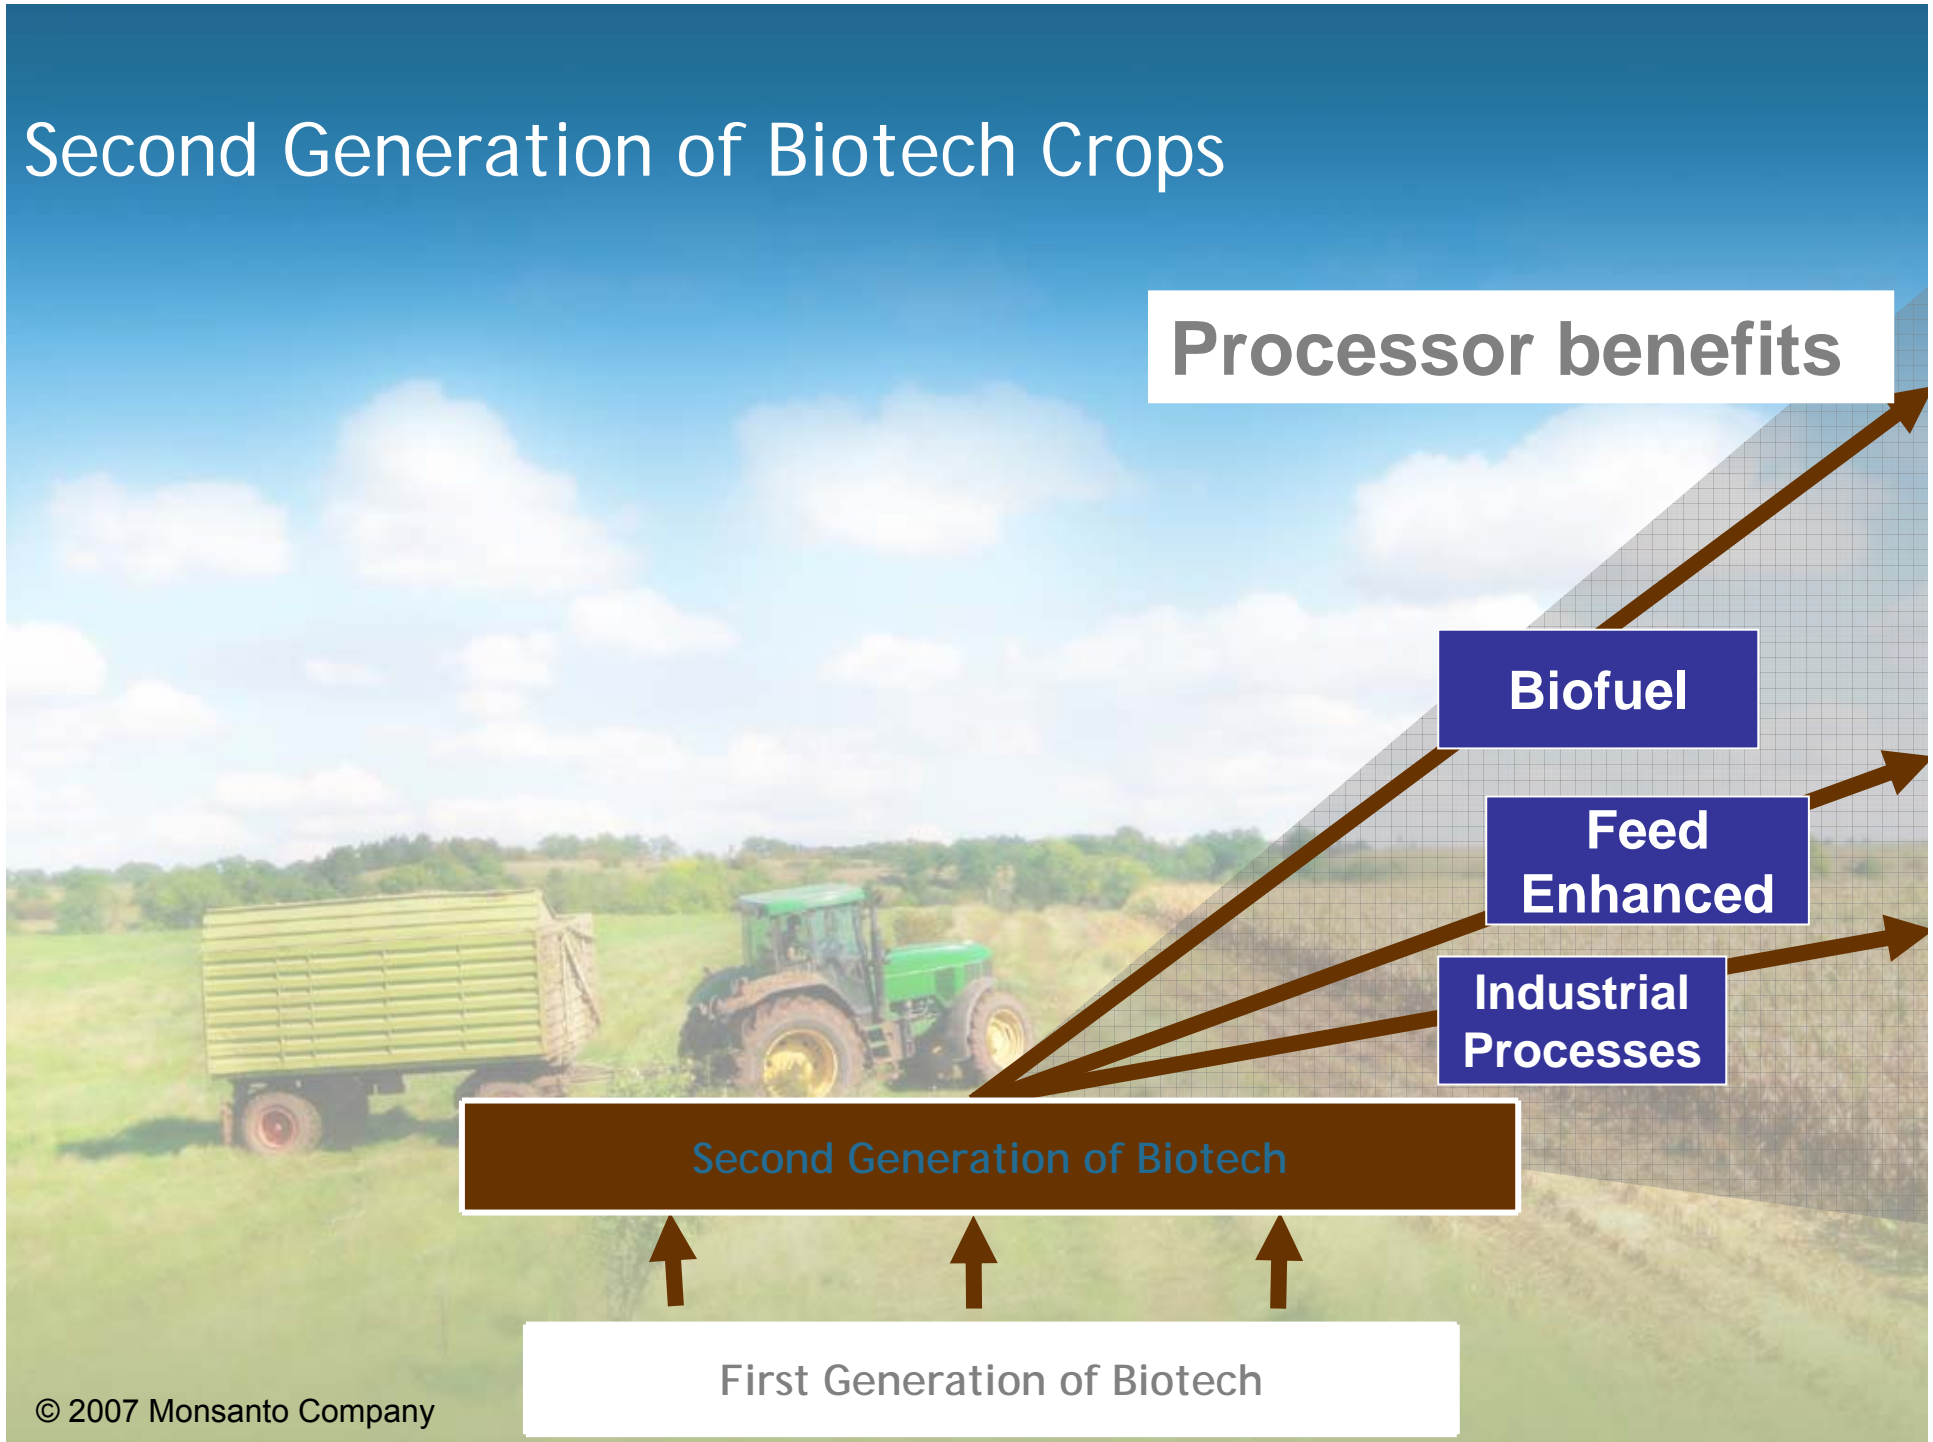 Second Generation of Biotech Crops
Processor benefits
Biofuel
Feed
Enhanced
Industrial
Processes
Second Generation of Biotech
First Generation of Biotech
© 2007 Monsanto Company